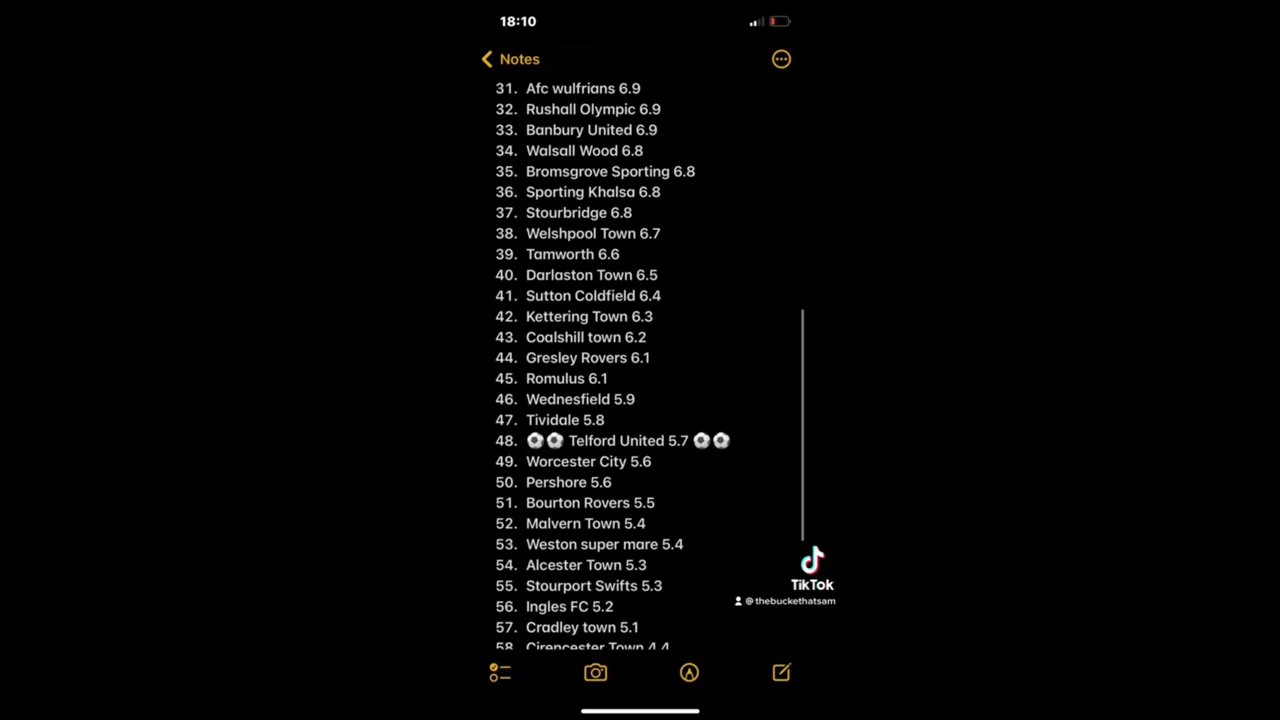 18:10
Notes
31. Afc wulfrians 6.9
32. Rushall Olympic 6.9
33. Banbury United 6.9
34. Walsall Wood 6.8
35. Bromsgrove Sporting 6.8
36. Sporting Khalsa 6.8
37. Stourbridge 6.8
38. Welshpool Town 6.7
39. Tamworth 6.6
40. Darlaston Town 6.5
41. Sutton Coldfield 6.4
42. Kettering Town 6.3
43. Coalshill town 6.2
44. Gresley Rovers 6.1
45. Romulus 6.1
46. Wednesfield 5.9
47. Tividale 5.8
48. ⚽⚽ Telford United 5.7 ⚽⚽
49. Worcester City 5.6
50. Pershore 5.6
51. Bourton Rovers 5.5
52. Malvern Town 5.4
53. Weston super mare 5.4
54. Alcester Town 5.3
55. Stourport Swifts 5.3
56. Ingles FC 5.2
57. Cradley town 5.1
58. Cirencester Town 4.4
TikTok
@thebuckethatsam